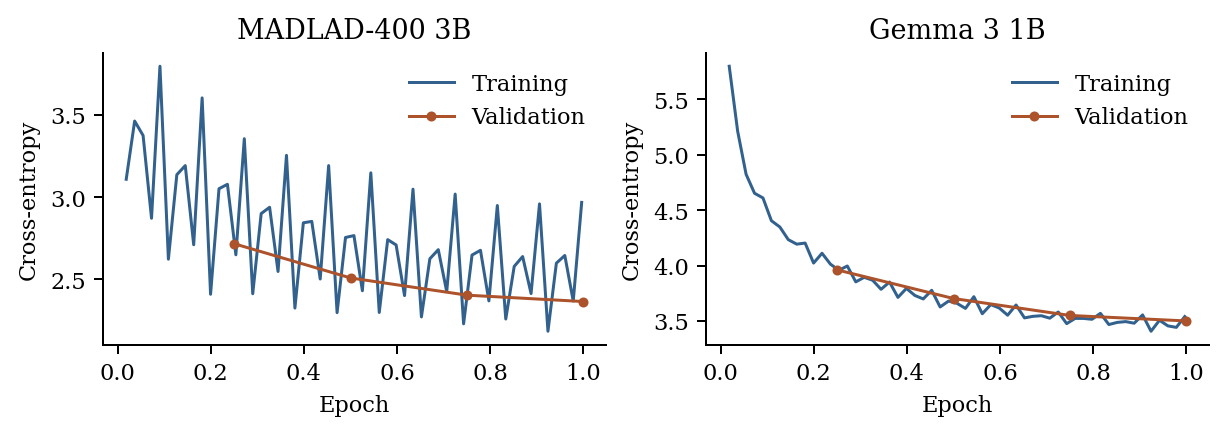 MADLAD-400 3B
Cross-entropy
3.5
3.0
2.5
Training
Validation
0.0 0.2 0.4 0.6 0.8 1.0
Epoch
Gemma 3 1B
Cross-entropy
5.5
5.0
4.5
4.0
3.5
Training
Validation
0.0 0.2 0.4 0.6 0.8 1.0
Epoch